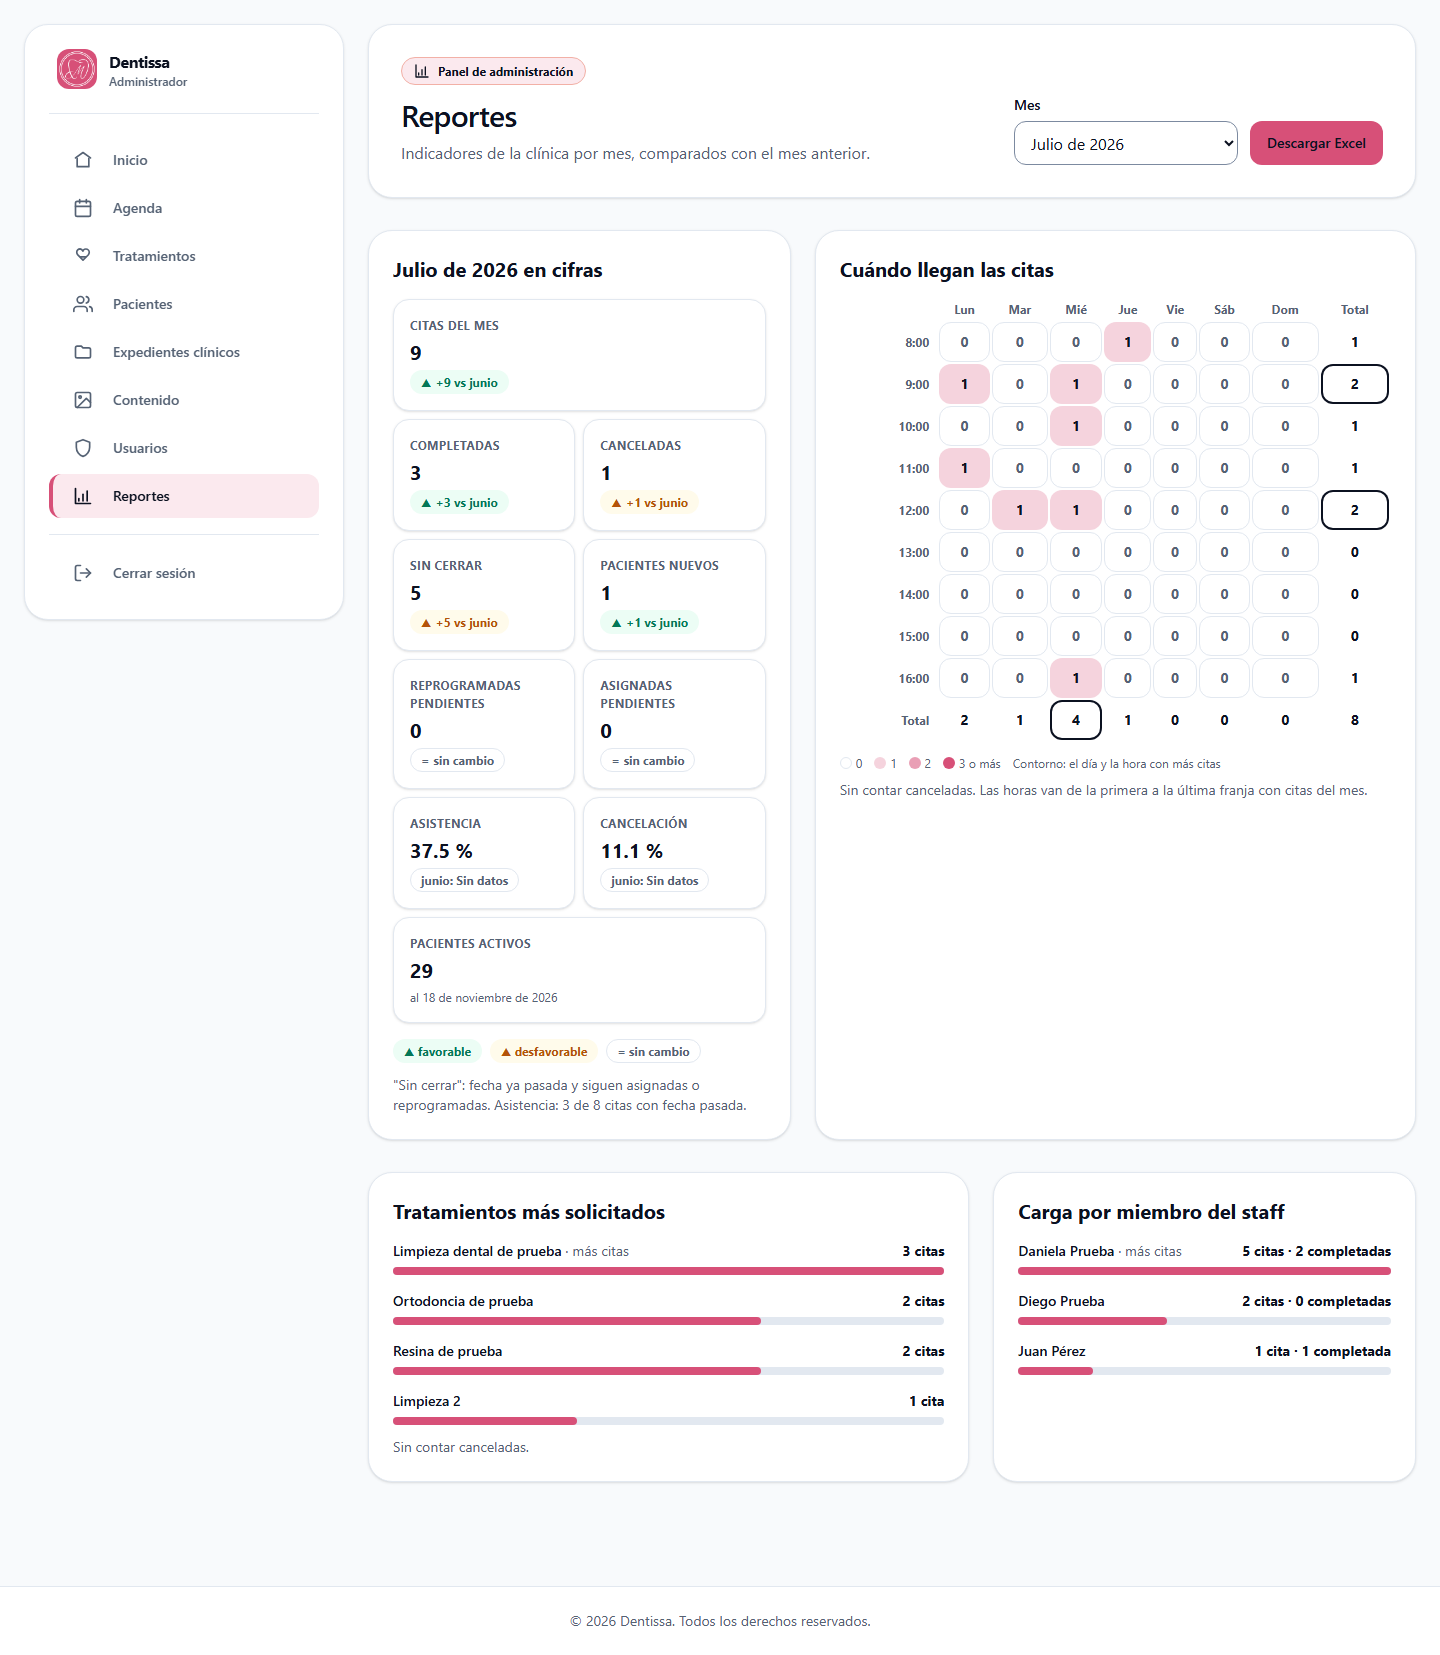 Dentissa
Administrador
Inicio
Agenda
Tratamientos
Pacientes
Expedientes clínicos
Contenido
Usuarios
Reportes
Cerrar sesión
Panel de administración
Reportes
Indicadores de la clínica por mes, comparados con el mes anterior.
Mes
Julio de 2026
Descargar Excel
Julio de 2026 en cifras
CITAS DEL MES
9
▲ +9 vs junio
COMPLETADAS
3
▲ +3 vs junio
CANCELADAS
1
▲ +1 vs junio
SIN CERRAR
5
▲ +5 vs junio
PACIENTES NUEVOS
1
▲ +1 vs junio
REPROGRAMADAS
PENDIENTES
0
= sin cambio
ASIGNADAS
PENDIENTES
0
= sin cambio
ASISTENCIA
37.5 %
junio: Sin datos
CANCELACIÓN
11.1 %
junio: Sin datos
PACIENTES ACTIVOS
29
al 18 de noviembre de 2026
▲ favorable ▲ desfavorable = sin cambio
"Sin cerrar": fecha ya pasada y siguen asignadas o
reprogramadas. Asistencia: 3 de 8 citas con fecha pasada.
Cuándo llegan las citas
Lun Mar Mié Jue Vie Sáb Dom Total
8:00 0 0 0 1 0 0 0 1
9:00 1 0 1 0 0 0 0 2
10:00 0 0 1 0 0 0 0 1
11:00 1 0 0 0 0 0 0 1
12:00 0 1 1 0 0 0 0 2
13:00 0 0 0 0 0 0 0 0
14:00 0 0 0 0 0 0 0 0
15:00 0 0 0 0 0 0 0 0
16:00 0 0 1 0 0 0 0 1
Total 2 1 4 1 0 0 0 8
0 1 2 3 o más Contorno: el día y la hora con más citas
Sin contar canceladas. Las horas van de la primera a la última franja con citas del mes.
Tratamientos más solicitados
Limpieza dental de prueba · más citas 3 citas
Ortodoncia de prueba 2 citas
Resina de prueba 2 citas
Limpieza 2 1 cita
Sin contar canceladas.
Carga por miembro del staff
Daniela Prueba · más citas 5 citas · 2 completadas
Diego Prueba 2 citas · 0 completadas
Juan Pérez 1 cita · 1 completada
© 2026 Dentissa. Todos los derechos reservados.